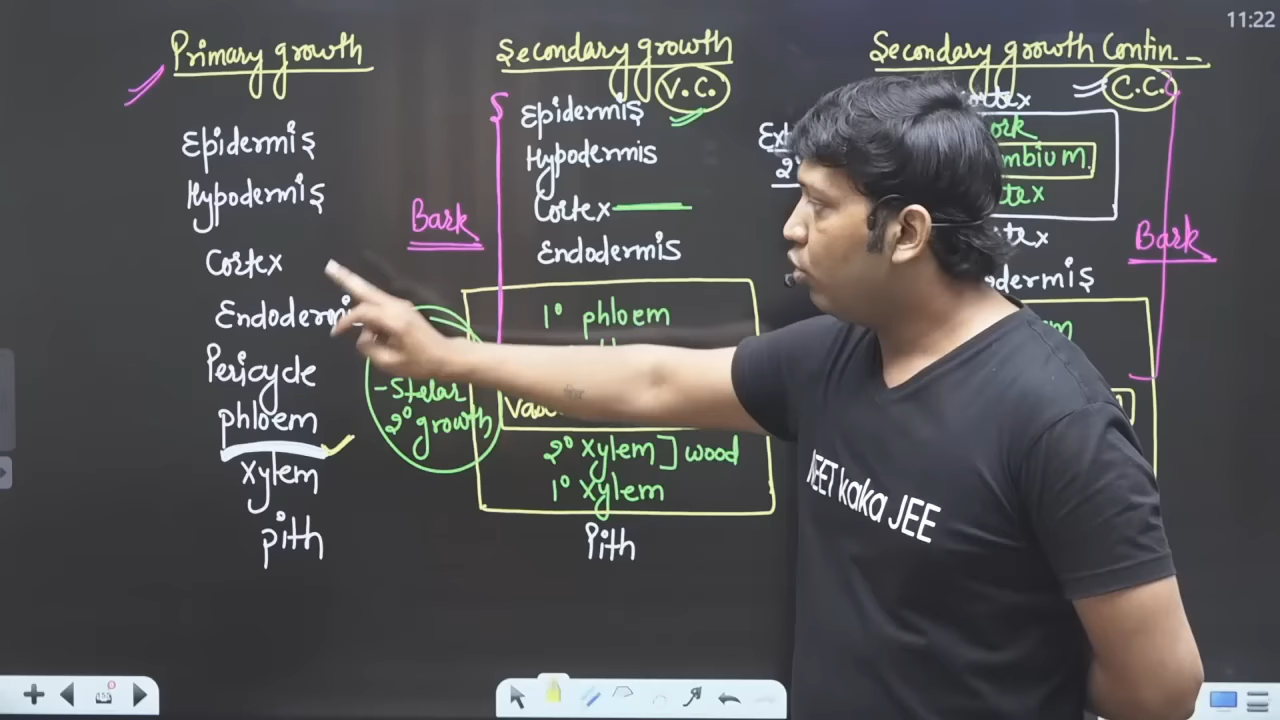 11:22
Primary growth
Epidermis
Hypodermis
Cortex
Pericycle
phloem
xylem
pith
Secondary growth
V.C.
Epidermis
Hypodermis
Cortex
Endodermis
Bark
1° phloem
-Stelar
2° growth
2° xylem ] wood
1° xylem
Pith
Secondary growth Contin. _
C.C.
Bark
NEET kaka JEE